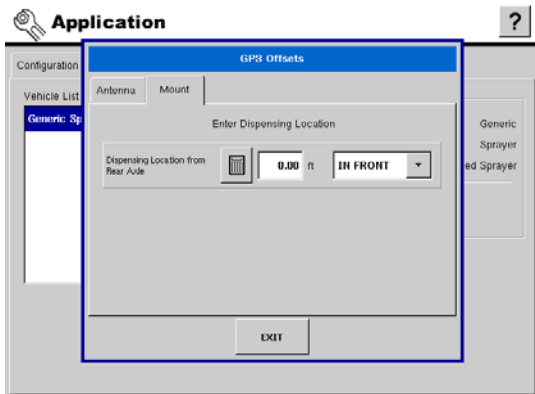 Application
?
GPS Offsets
Configuration
Antenna
Mount
Vehicle List
Generic Sp
Enter Dispensing Location
Generic
Sprayer
ed Sprayer
Dispensing Location from
Rear Axle
0.00 ft
IN FRONT
EXIT